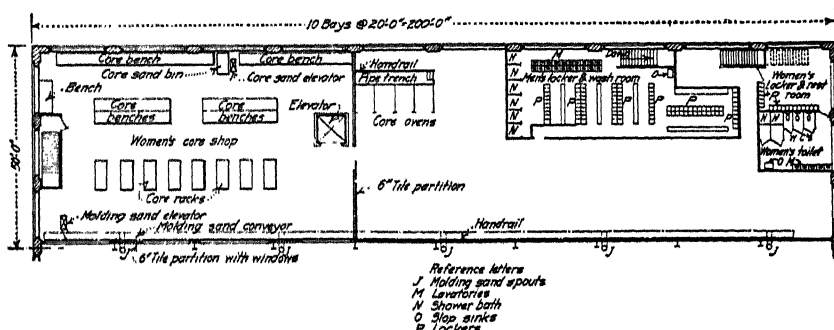 10 Bays @ 20'-0"=200'-0"
Core bench
Core bench
Core sand bin
Core sand elevator
Bench
Core
benches
Core
benches
Elevator
Women's core shop
Core racks
Molding sand elevator
Molding sand conveyor
6" Tile partition with windows
50'-0"
Handrail
Pipe trench
Core ovens
6" Tile partition
Handrail
M
Down
Men's locker & wash room
O
N
N
N
N
N
P
P
P
P
P
P
Women's
locker & rest
room
P
N
N
Women's toilet
O
M
J
J
J
J
J
Reference letters
J Molding sand spouts
M Lavatories
N Shower bath
O Slop sinks
P Lockers